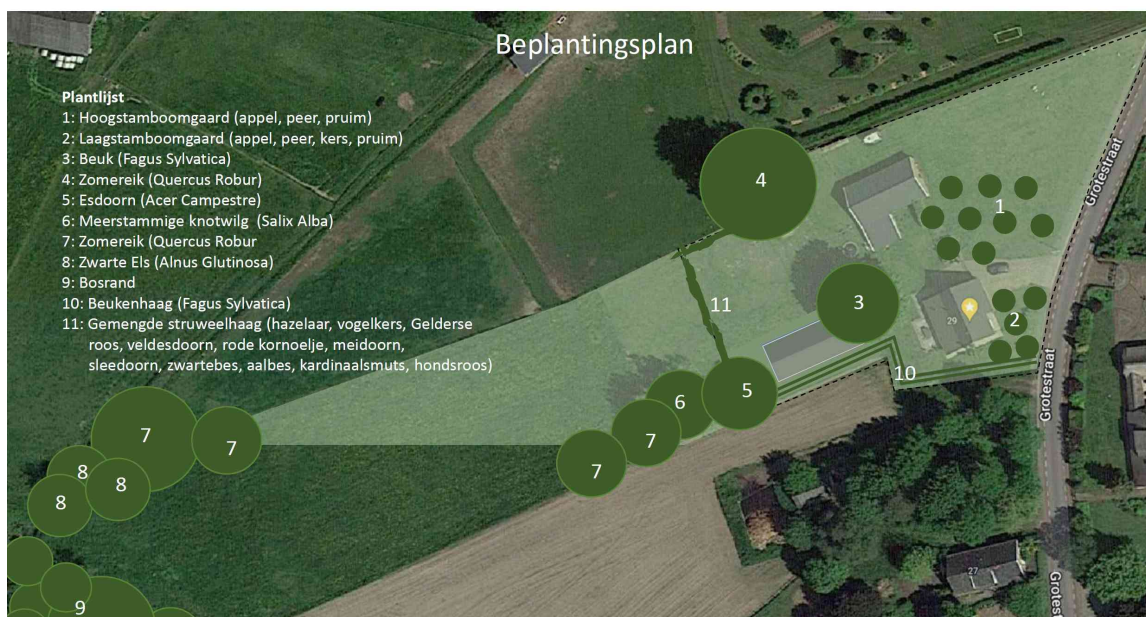 Beplantingsplan
Plantlijst
1: Hoogstamboomgaard (appel, peer, pruim)
2: Laagstamboomgaard (appel, peer, kers, pruim)
3: Beuk (Fagus Sylvatica)
4: Zomereik (Quercus Robur)
5: Esdoorn (Acer Campestre)
6: Meerstammige knotwilg (Salix Alba)
7: Zomereik (Quercus Robur
8: Zwarte Els (Alnus Glutinosa)
9: Bosrand
10: Beukenhaag (Fagus Sylvatica)
11: Gemengde struweelhaag (hazelaar, vogelkers, Gelderse
roos, veldesdoorn, rode kornoelje, meidoorn,
sleedoorn, zwartebes, aalbes, kardinaalsmuts, hondsroos)
4
1
Grotestraat
11
3
29
2
10
Grotestraat
5
6
7
7
7
7
8
8
8
9
27
Grotest